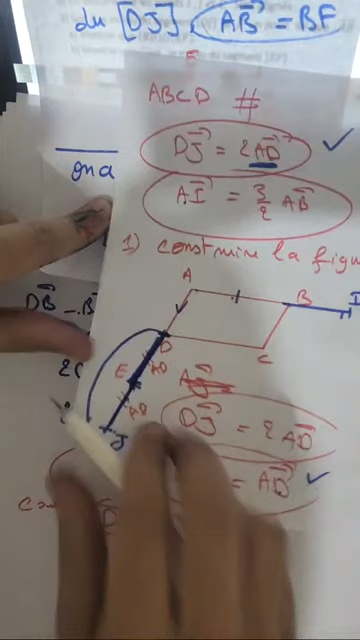 du [DJ]. AB⃗ = BF⃗
E
ABCD #
DJ⃗ = 2AD⃗
AI⃗ = 3/2 AB⃗
ona
1) construire la figu
A
B
I
D
C
E
AD
AD
J
DB⃗
DJ⃗ = 2AD⃗
= AD⃗